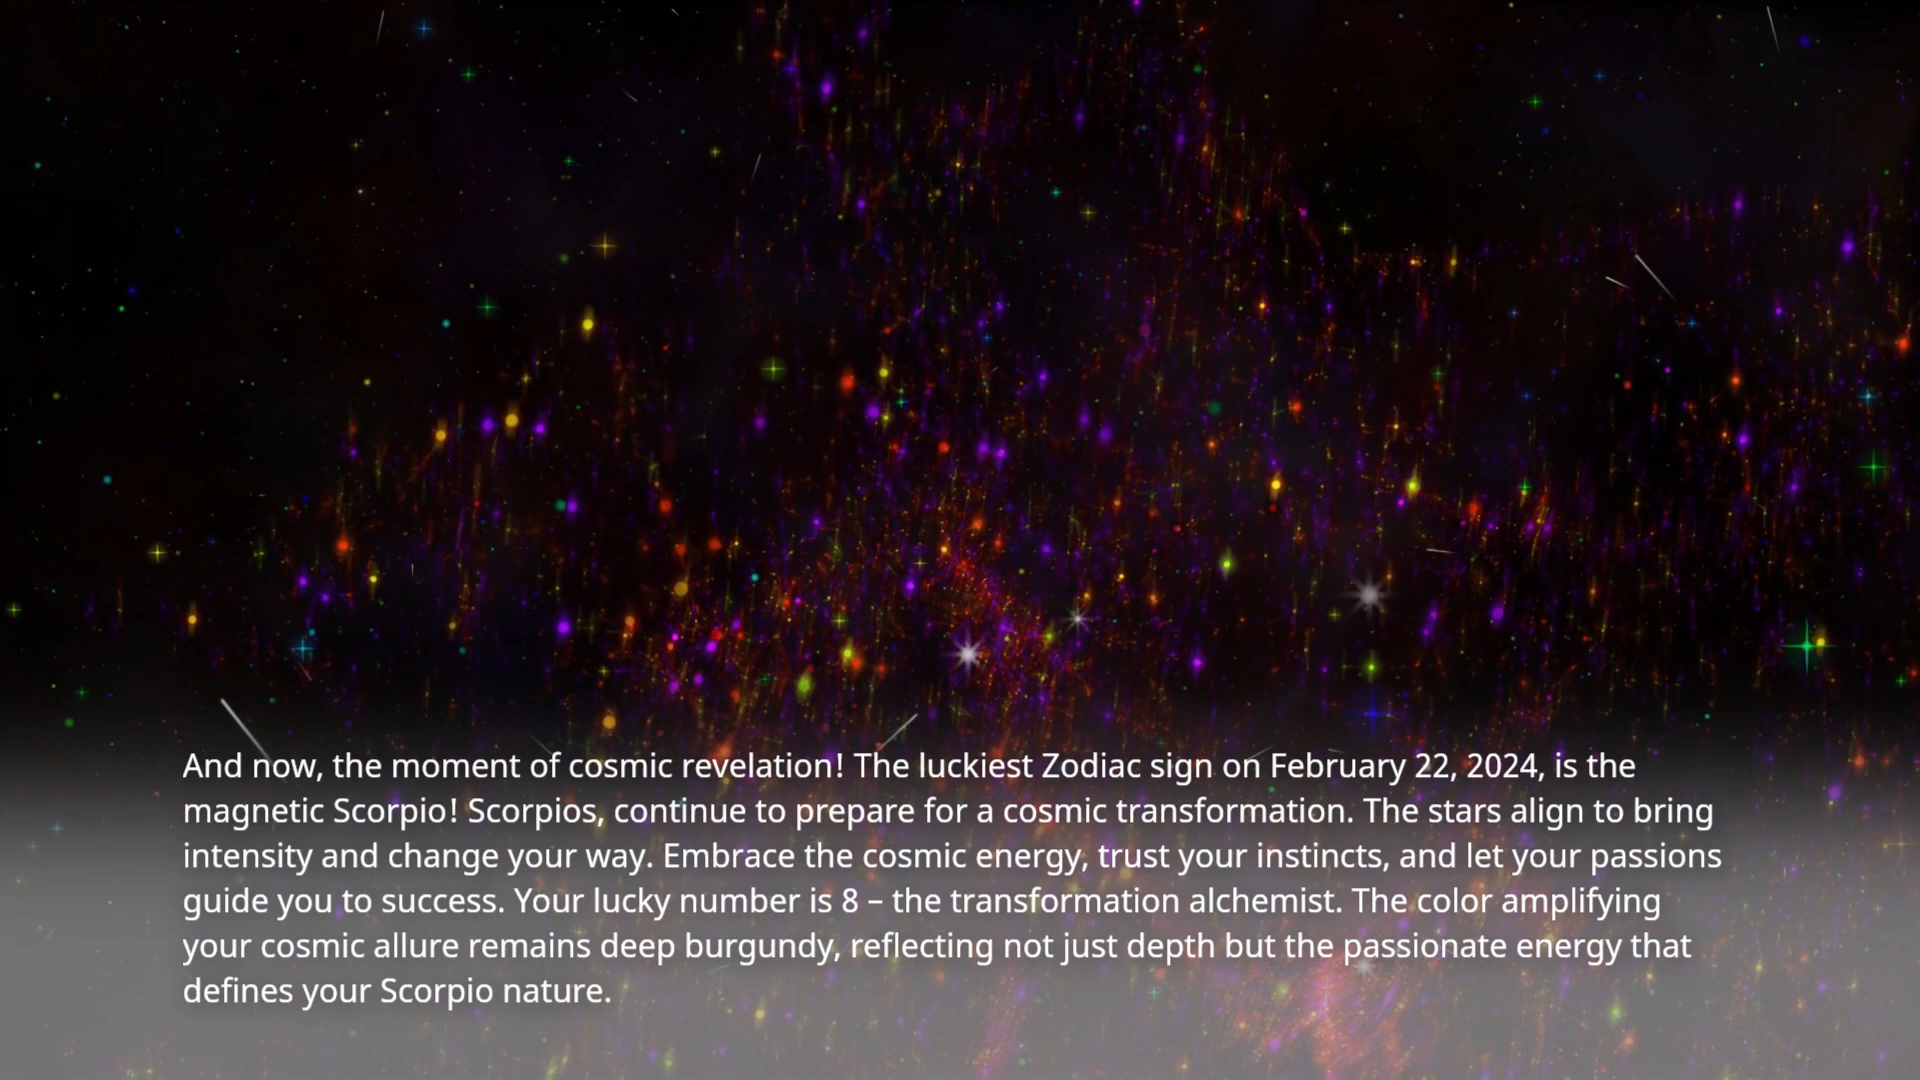 And now, the moment of cosmic revelation! The luckiest Zodiac sign on February 22, 2024, is the
magnetic Scorpio! Scorpios, continue to prepare for a cosmic transformation. The stars align to bring
intensity and change your way. Embrace the cosmic energy, trust your instincts, and let your passions
guide you to success. Your lucky number is 8 – the transformation alchemist. The color amplifying
your cosmic allure remains deep burgundy, reflecting not just depth but the passionate energy that
defines your Scorpio nature.